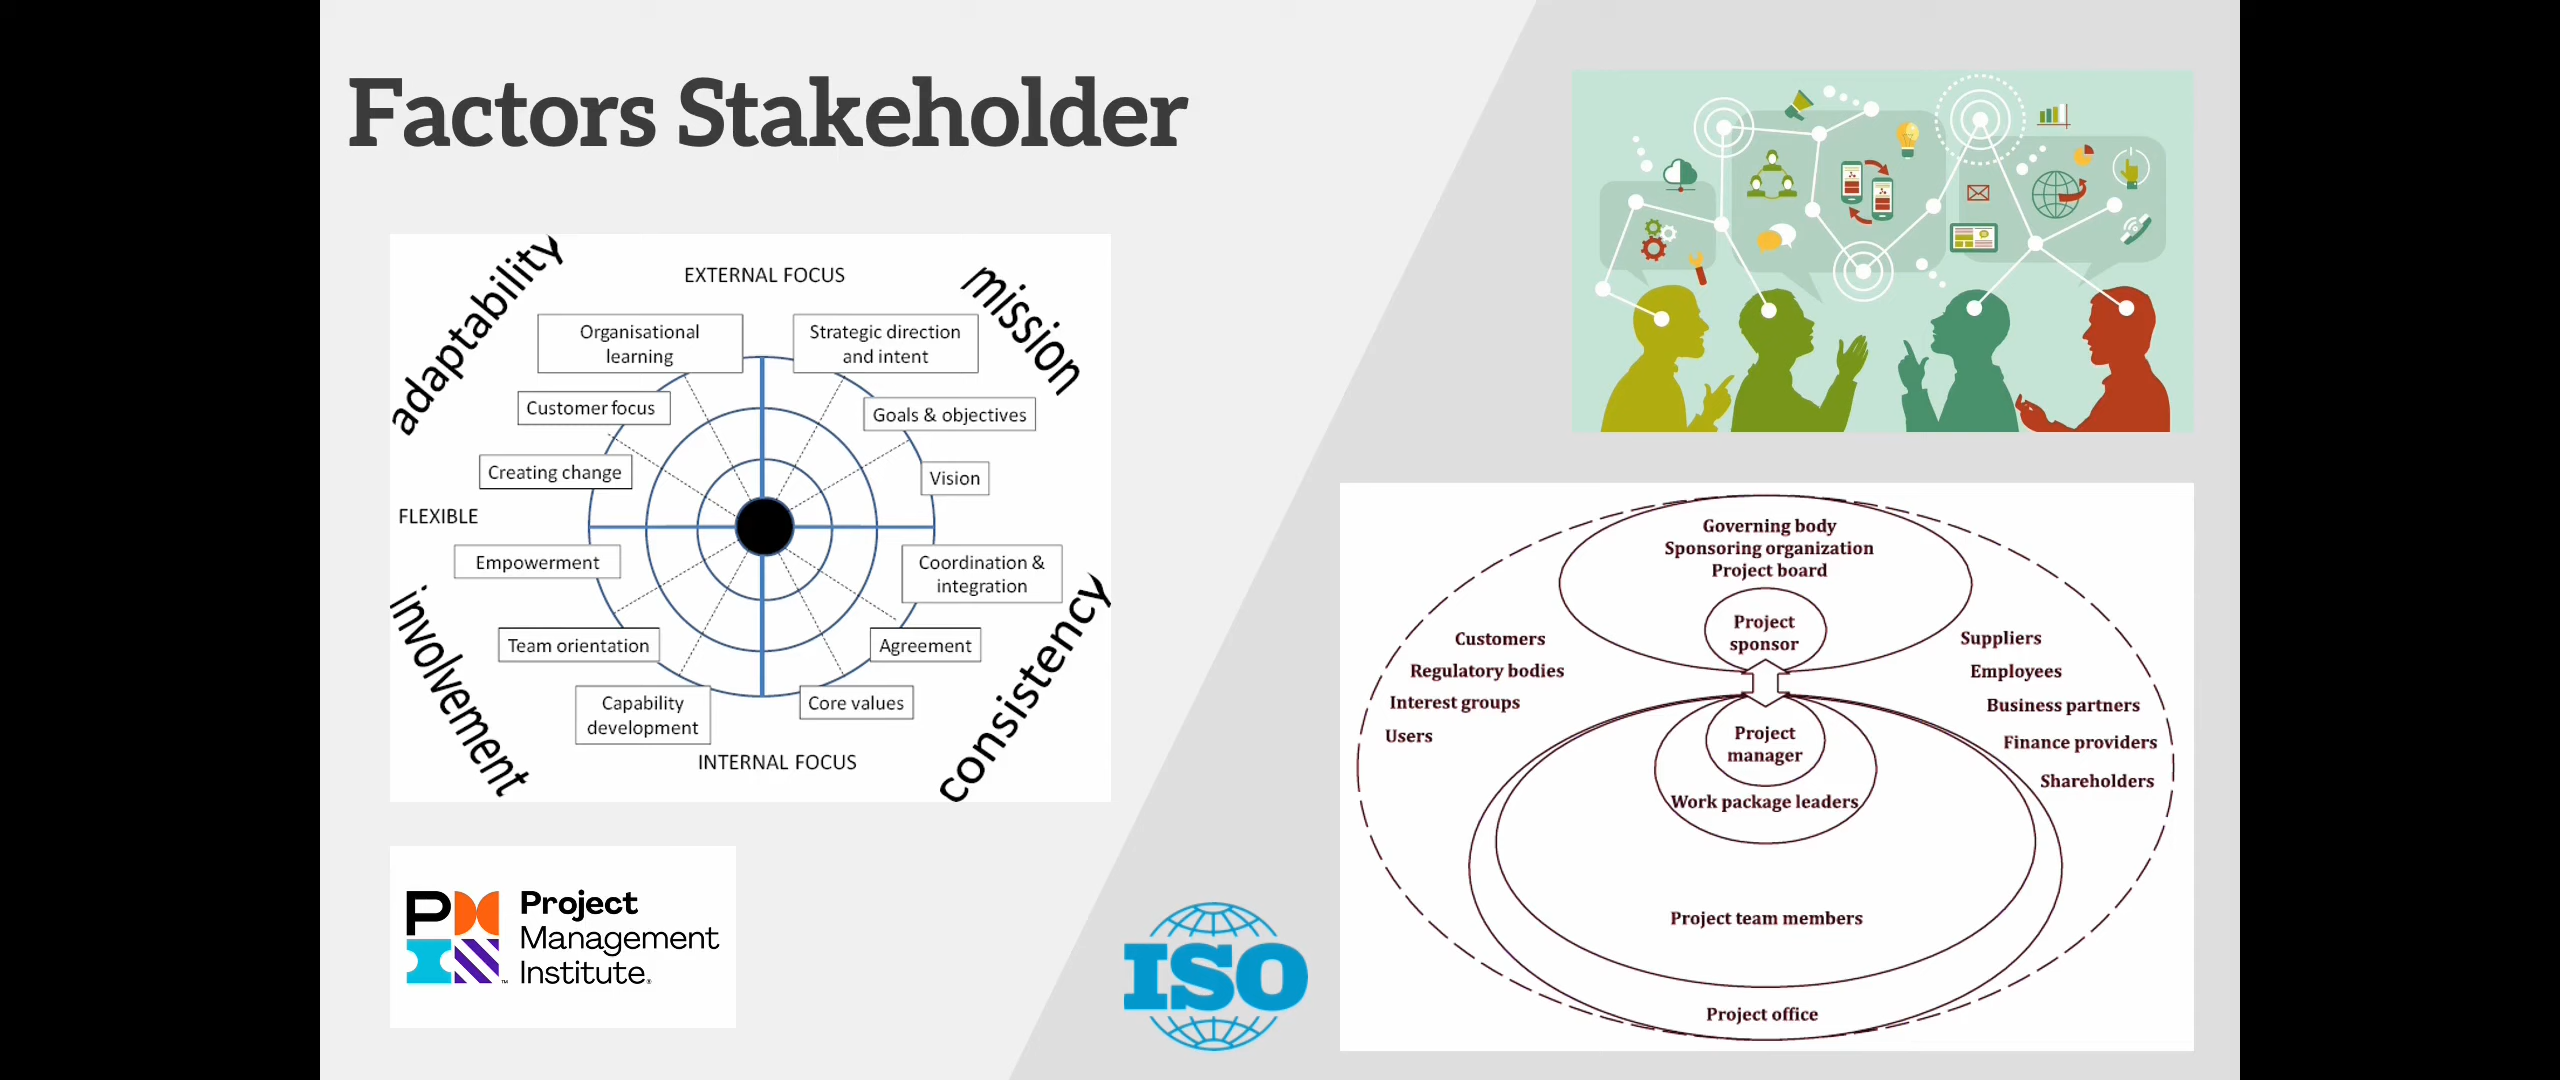 Factors Stakeholder
adaptability
EXTERNAL FOCUS
mission
Organisational
learning
Strategic direction
and intent
Customer focus
Goals & objectives
Creating change
Vision
FLEXIBLE
Empowerment
Coordination &
integration
involvement
Team orientation
Agreement
consistency
Capability
development
Core values
INTERNAL FOCUS
PMI™
Project
Management
Institute®
ISO
Governing body
Sponsoring organization
Project board
Project
sponsor
Customers
Regulatory bodies
Interest groups
Users
Suppliers
Employees
Business partners
Finance providers
Shareholders
Project
manager
Work package leaders
Project team members
Project office